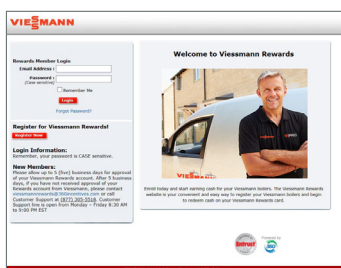 VIESSMANN
Rewards Member Login
Email Address :
Password :
(Case sensitive)
Remember Me
Login
Forgot Password?
Register for Viessmann Rewards!
Register Now
Login Information:
Remember, your password is CASE sensitive.
New Members:
Please allow up to 5 (five) business days for approval
of your Viessmann Rewards account. After 5 business
days, if you have not received approval of your
Rewards account from Viessmann, please contact
viessmannrewards@360incentives.com or call
Customer Support at (877) 305-5518. Customer
Support line is open from Monday - Friday 8:30 AM
to 9:00 PM EST
Welcome to Viessmann Rewards
Enroll today and start earning cash for your Viessmann boilers. The Viessmann Rewards
website is your convenient and easy way to register your Viessmann boilers and begin
to redeem cash on your Viessmann Rewards card.
Entrust
Powered by
360